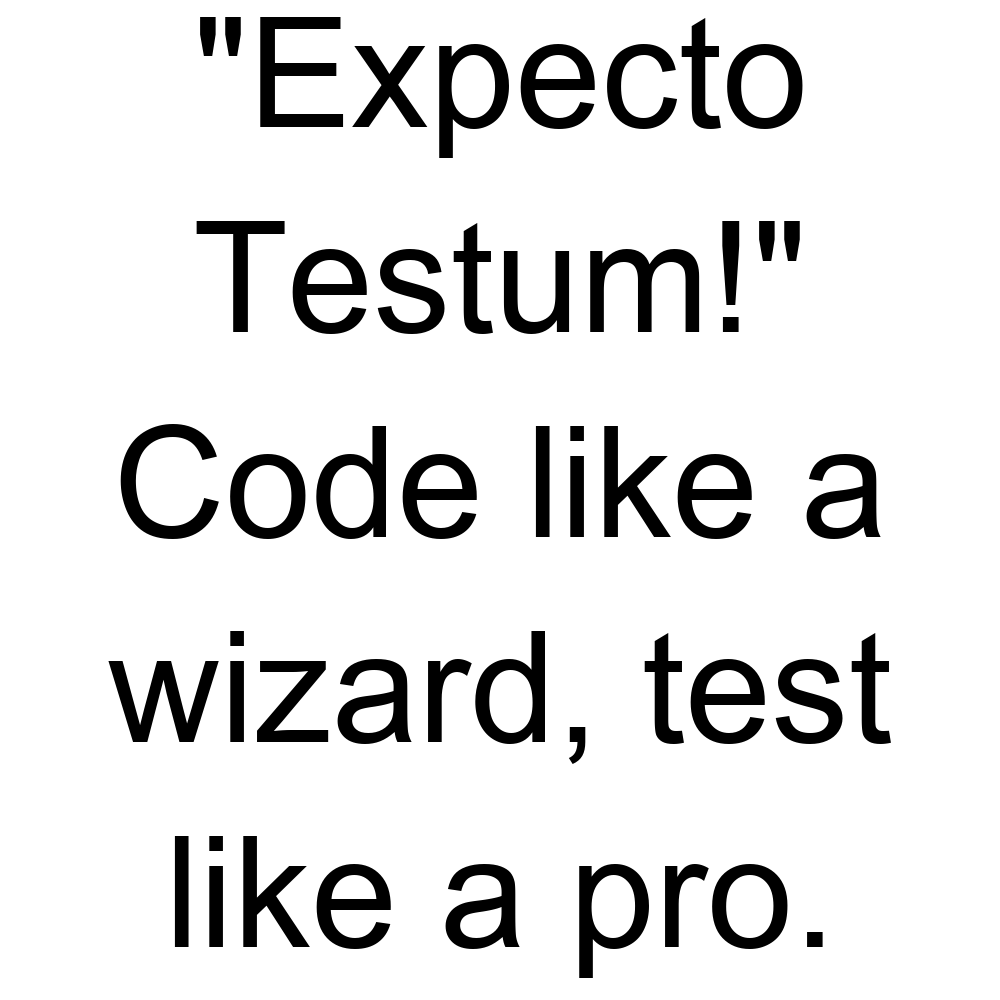 "Expecto
Testum!"
Code like a
wizard, test
like a pro.